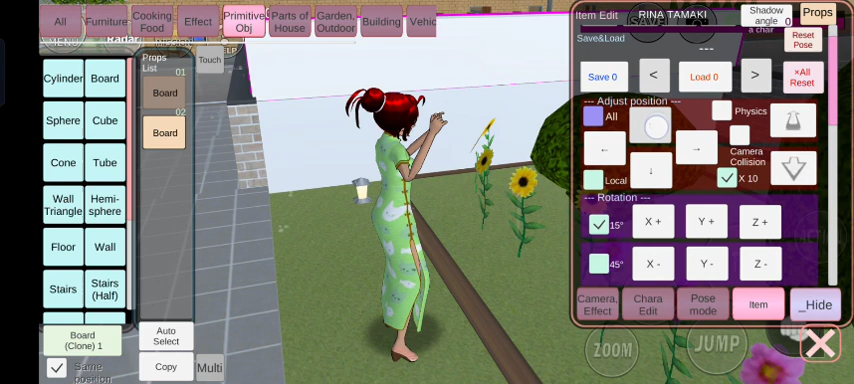 All
Furniture
Cooking
Food
Effect
Primitive
Obj
Parts of
House
Garden,
Outdoor
Building
Vehic
Touch
Props
List
01
Board
02
Board
Cylinder
Board
Sphere
Cube
Cone
Tube
Wall
Triangle
Hemi-
sphere
Floor
Wall
Stairs
Stairs
(Half)
Board
(Clone) 1
Same
position
Auto
Select
Copy
Multi
Item Edit
RINA TAMAKI
Shadow
angle
0
Props
a chair
Reset
Pose
Save&Load
---
Save 0
<
Load 0
>
×All
Reset
--- Adjust position ---
All
Physics
←
→
↓
Camera
Collision
Local
X 10
--- Rotation ---
15°
X +
Y +
Z +
45°
X -
Y -
Z -
Camera,
Effect
Chara
Edit
Pose
mode
Item
_Hide
ZOOM
JUMP